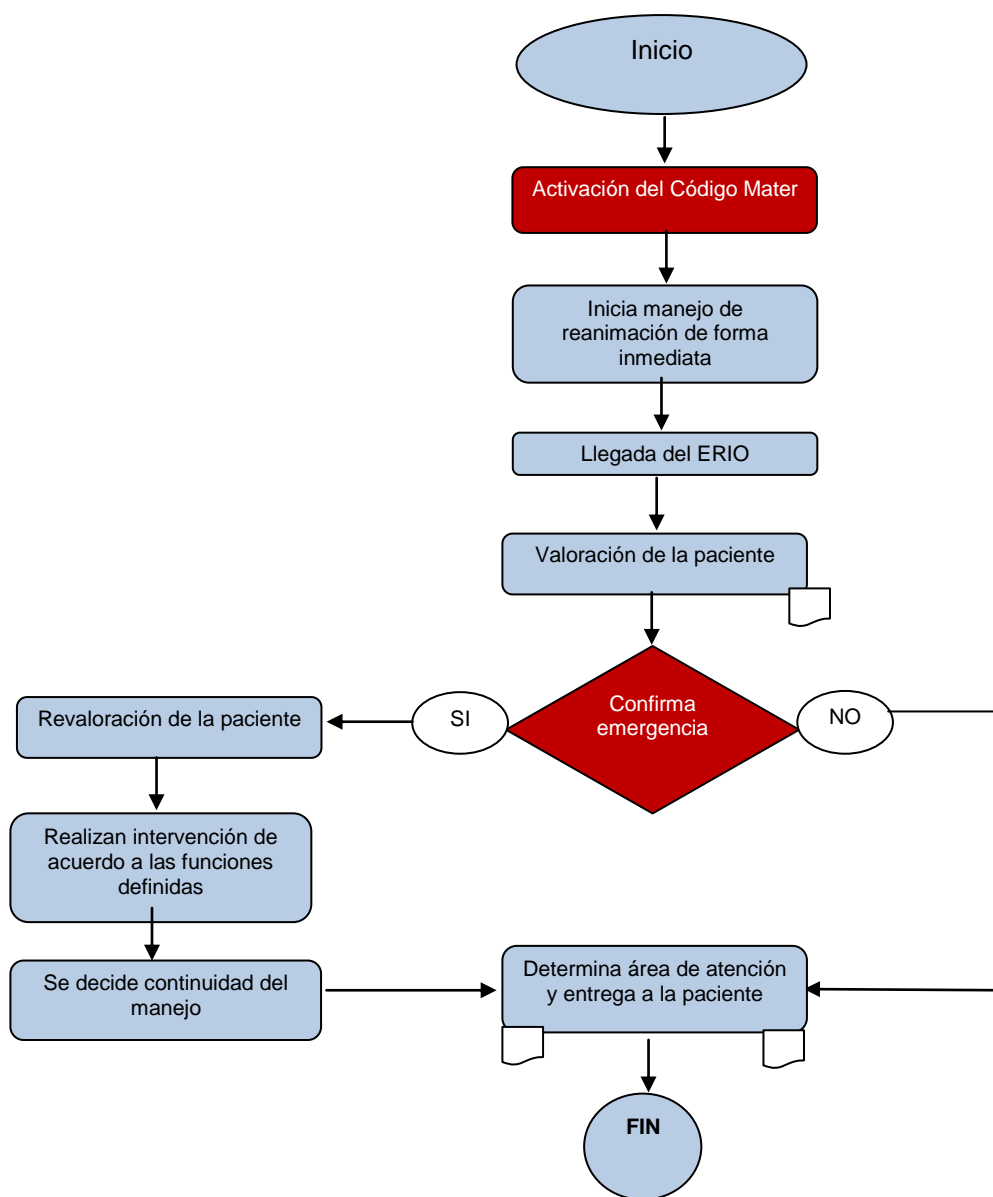 Inicio
Activación del Código Mater
Inicia manejo de
reanimación de forma
inmediata
Llegada del ERIO
Valoración de la paciente
Confirma
emergencia
SI
NO
Revaloración de la paciente
Realizan intervención de
acuerdo a las funciones
definidas
Se decide continuidad del
manejo
Determina área de atención
y entrega a la paciente
FIN